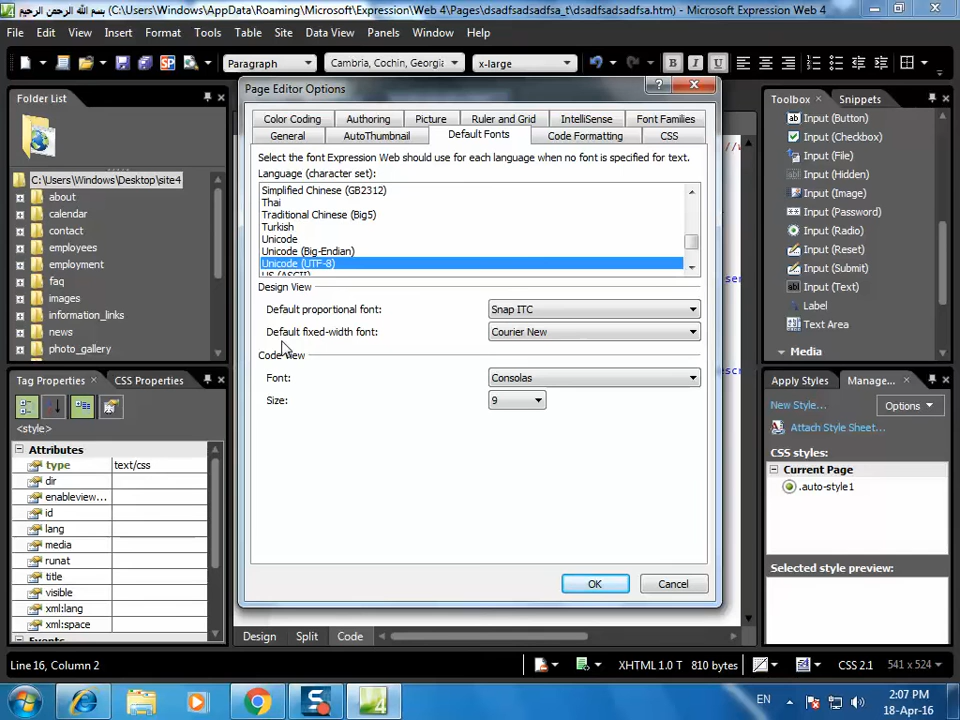 بسم الله الرحمن الرحيم (C:\Users\Windows\AppData\Roaming\Microsoft\Expression\Web 4\Pages\dsadfsadsadfsa_t\dsadfsadsadfsa.htm) - Microsoft Expression Web 4
File Edit View Insert Format Tools Table Site Data View Panels Window Help
Paragraph Cambria, Cochin, Georgia x-large B I U
Folder List
C:\Users\Windows\Desktop\site4
about
calendar
contact
employees
employment
faq
images
information_links
news
photo_gallery
Tag Properties CSS Properties
<style>
Attributes
type text/css
dir
enableview...
id
lang
media
runat
title
visible
xml:lang
xml:space
Events
Page Editor Options
Color Coding Authoring Picture Ruler and Grid IntelliSense Font Families
General AutoThumbnail Default Fonts Code Formatting CSS
Select the font Expression Web should use for each language when no font is specified for text.
Language (character set):
Simplified Chinese (GB2312)
Thai
Traditional Chinese (Big5)
Turkish
Unicode
Unicode (Big-Endian)
Unicode (UTF-8)
US (ASCII)
Design View
Default proportional font: Snap ITC
Default fixed-width font: Courier New
Code View
Font: Consolas
Size: 9
OK Cancel
Design Split Code
Toolbox Snippets
Input (Button)
Input (Checkbox)
Input (File)
Input (Hidden)
Input (Image)
Input (Password)
Input (Radio)
Input (Reset)
Input (Submit)
Input (Text)
Label
Text Area
Media
Apply Styles Manage...
New Style... Options
Attach Style Sheet...
CSS styles:
Current Page
.auto-style1
Selected style preview:
Line 16, Column 2 XHTML 1.0 T 810 bytes CSS 2.1 541 x 524
EN 2:07 PM
18-Apr-16